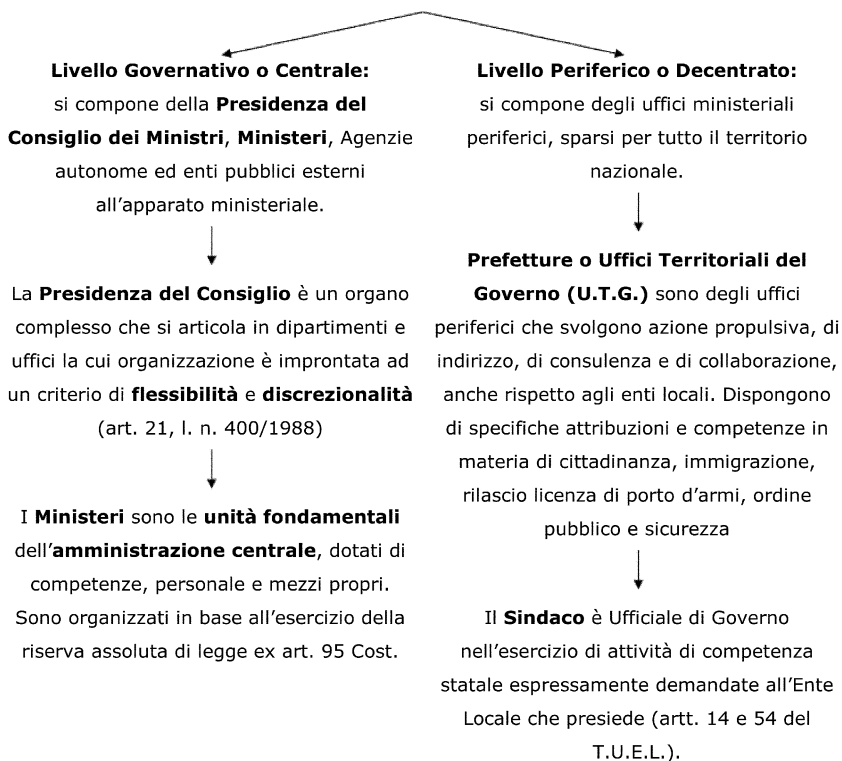 Livello Governativo o Centrale:
si compone della Presidenza del
Consiglio dei Ministri, Ministeri, Agenzie
autonome ed enti pubblici esterni
all'apparato ministeriale.
La Presidenza del Consiglio è un organo
complesso che si articola in dipartimenti e
uffici la cui organizzazione è improntata ad
un criterio di flessibilità e discrezionalità
(art. 21, l. n. 400/1988)
I Ministeri sono le unità fondamentali
dell'amministrazione centrale, dotati di
competenze, personale e mezzi propri.
Sono organizzati in base all'esercizio della
riserva assoluta di legge ex art. 95 Cost.
Livello Periferico o Decentrato:
si compone degli uffici ministeriali
periferici, sparsi per tutto il territorio
nazionale.
Prefetture o Uffici Territoriali del
Governo (U.T.G.) sono degli uffici
periferici che svolgono azione propulsiva, di
indirizzo, di consulenza e di collaborazione,
anche rispetto agli enti locali. Dispongono
di specifiche attribuzioni e competenze in
materia di cittadinanza, immigrazione,
rilascio licenza di porto d'armi, ordine
pubblico e sicurezza
Il Sindaco è Ufficiale di Governo
nell'esercizio di attività di competenza
statale espressamente demandate all'Ente
Locale che presiede (artt. 14 e 54 del
T.U.E.L.).